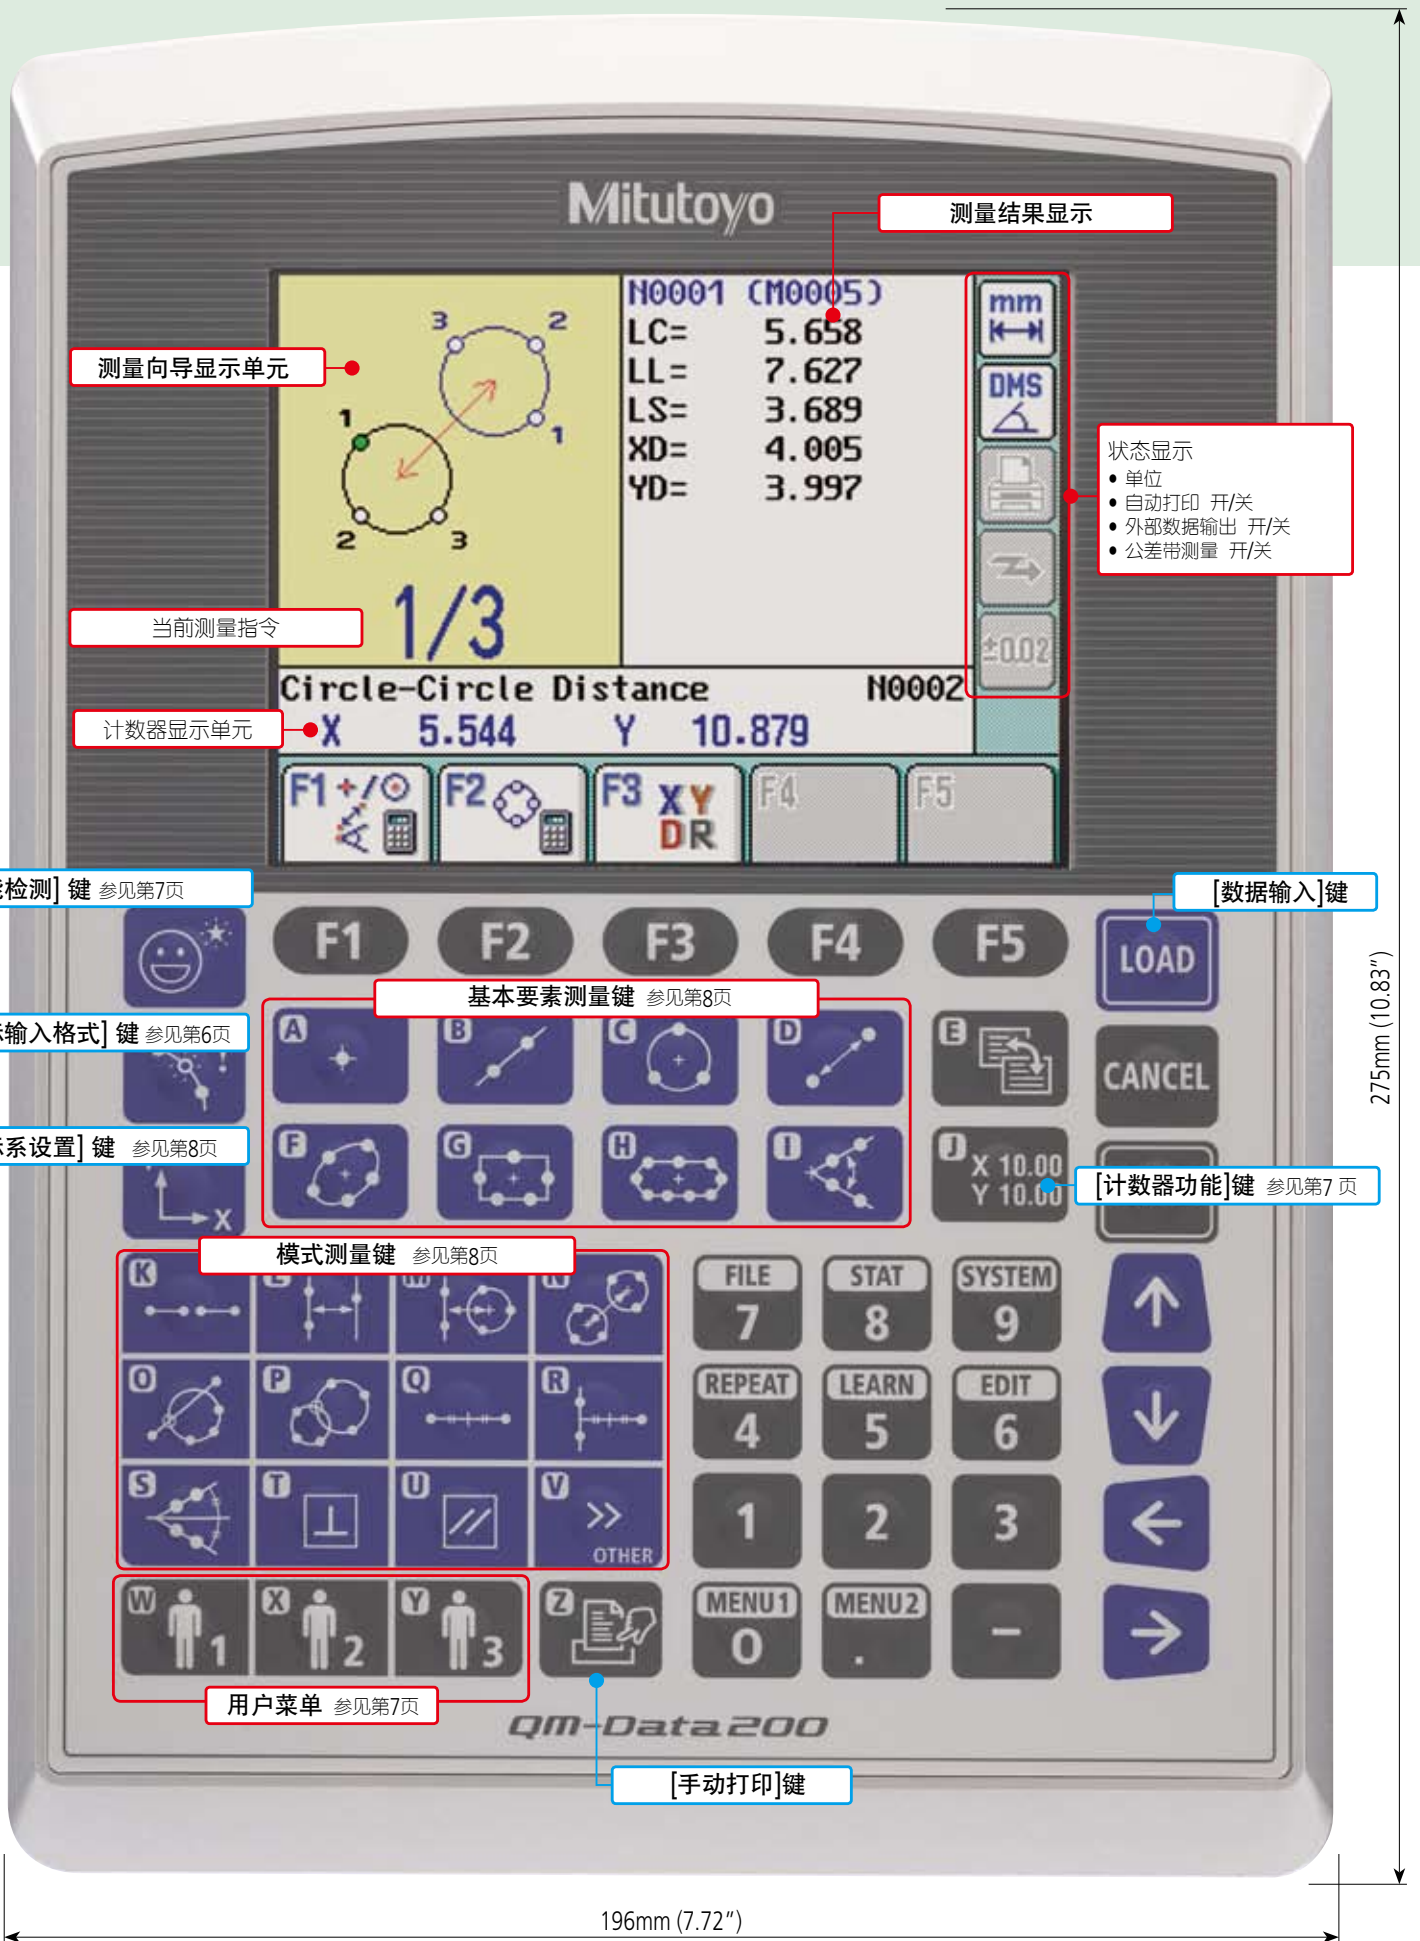 Mitutoyo
测量结果显示
N0001 (M0005)
LC= 5.658
LL= 7.627
LS= 3.689
XD= 4.005
YD= 3.997
3 2
1
1
2 3
1/3
mm
DMS
±0.02
测量向导显示单元
状态显示
• 单位
• 自动打印 开/关
• 外部数据输出 开/关
• 公差带测量 开/关
当前测量指令
Circle-Circle Distance N0002
计数器显示单元
X 5.544 Y 10.879
F1 F2 F3 XY F4 F5
DR
能检测] 键 参见第7页
[数据输入]键
F1 F2 F3 F4 F5 LOAD
基本要素测量键 参见第8页
示输入格式] 键 参见第6页
!
A B C D E CANCEL
标系设置] 键 参见第8页
X
F G H I J
X 10.00
Y 10.00
[计数器功能]键 参见第7 页
模式测量键 参见第8页
K L M N
FILE STAT SYSTEM
7 8 9
O P Q R
REPEAT LEARN EDIT
4 5 6
S T U V
>>
OTHER
1 2 3
W 1 X 2 Y 3 Z
MENU1 MENU2
0 . −
用户菜单 参见第7页
QM-Data200
[手动打印]键
275mm (10.83")
196mm (7.72")